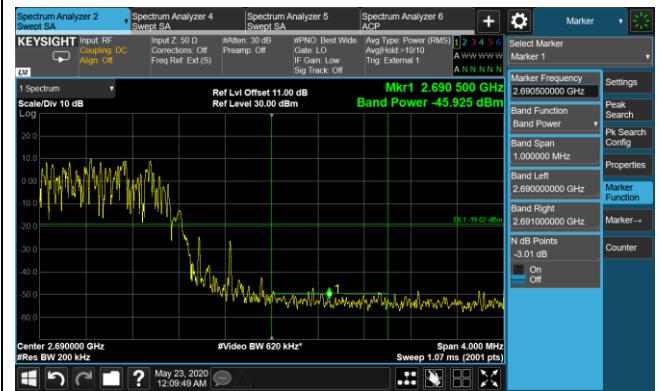 Spectrum Analyzer 2
Swept SA
Spectrum Analyzer 4
Swept SA
Spectrum Analyzer 5
Swept SA
Spectrum Analyzer 6
ACP
+
Marker
KEYSIGHT
Input: RF
Coupling: DC
Align: Off
Input Z: 50 Ω
Corrections: Off
Freq Ref: Ext (S)
#Atten: 30 dB
Preamp: Off
#PNO: Best Wide
Gate: LO
IF Gain: Low
Sig Track: Off
Avg Type: Power (RMS)
Avg|Hold:>10/10
Trig: External 1
1 2 3 4 5 6
A W W W W W
A N N N N N
LXI
Select Marker
Marker 1
1 Spectrum
Scale/Div 10 dB
Log
Ref Lvl Offset 11.00 dB
Ref Level 30.00 dBm
Mkr1 2.690 500 GHz
Band Power -45.925 dBm
20.0
10.0
0.00
-10.0
-20.0
-30.0
-40.0
-50.0
-60.0
DL1 -19.02 dBm
1
Center 2.690000 GHz
#Res BW 200 kHz
#Video BW 620 kHz*
Span 4.000 MHz
Sweep 1.07 ms (2001 pts)
Marker Frequency
2.690500000 GHz
Band Function
Band Power
Band Span
1.000000 MHz
Band Left
2.690000000 GHz
Band Right
2.691000000 GHz
N dB Points
-3.01 dB
On
Off
Settings
Peak
Search
Pk Search
Config
Properties
Marker
Function
Marker→
Counter
?
May 23, 2020
12:09:49 AM